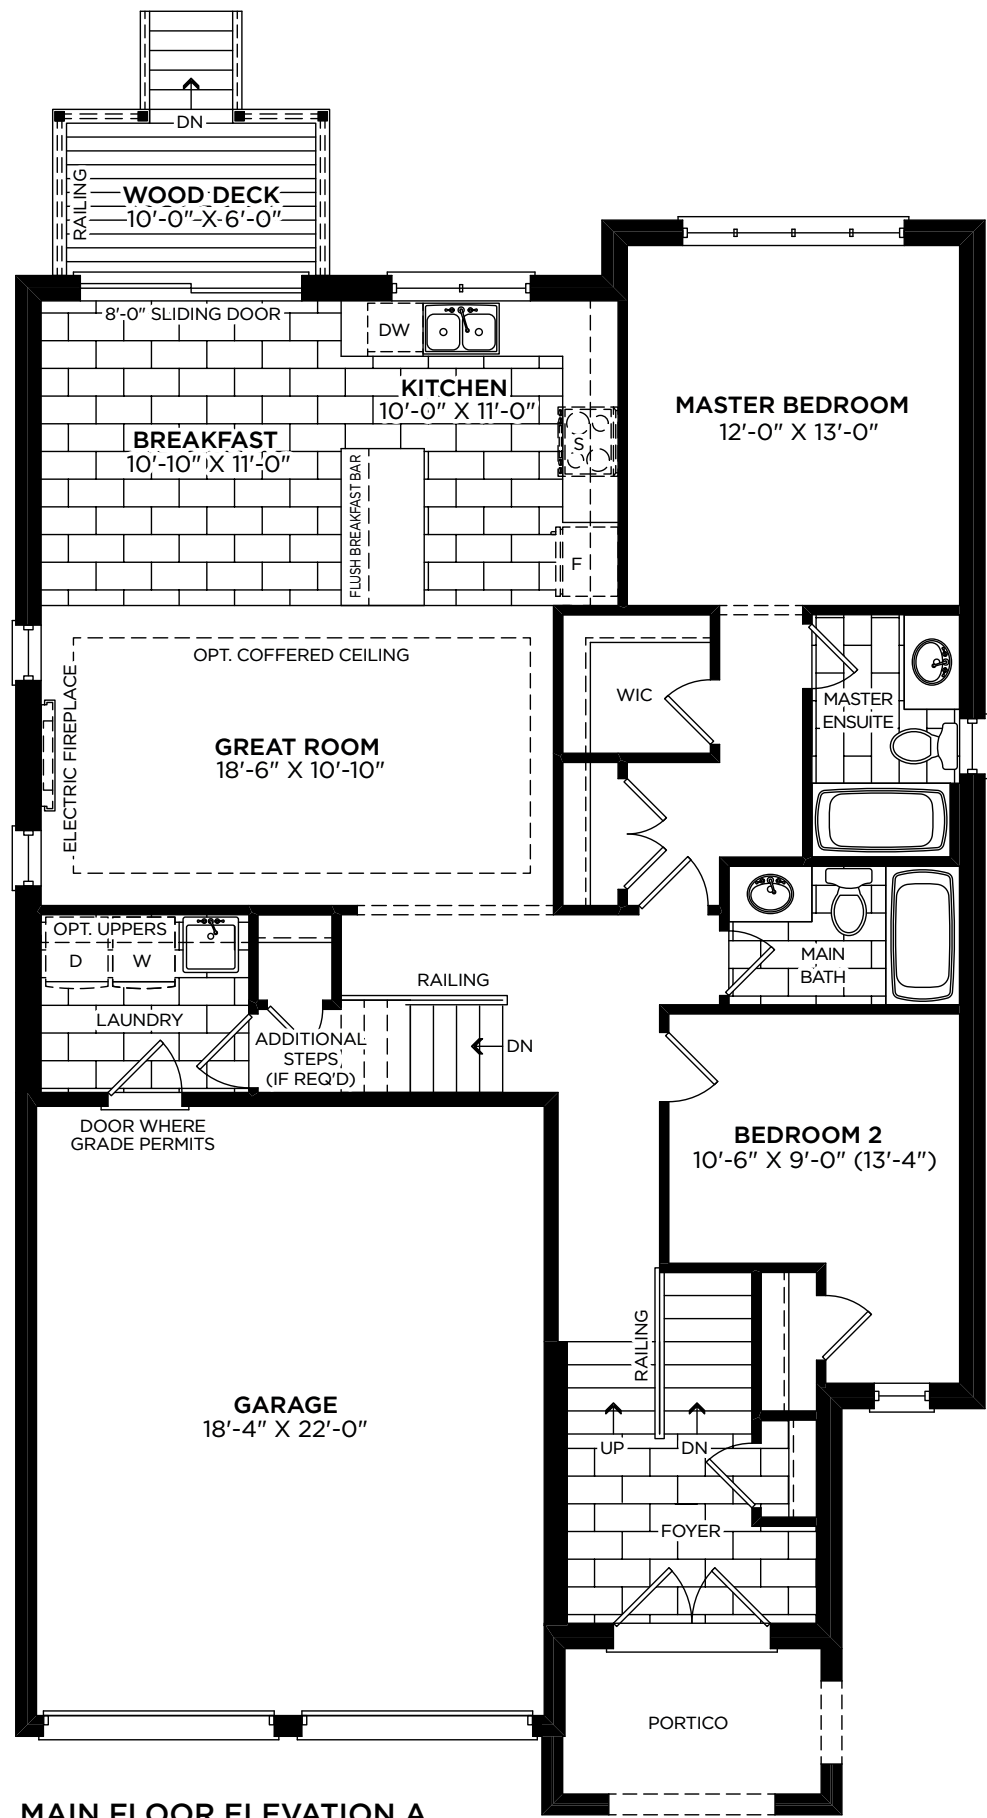 DN
RAILING
WOOD DECK
10'-0" X 6'-0"
8'-0" SLIDING DOOR
DW
KITCHEN
10'-0" X 11'-0"
BREAKFAST
10'-10" X 11'-0"
FLUSH BREAKFAST BAR
S
F
MASTER BEDROOM
12'-0" X 13'-0"
OPT. COFFERED CEILING
ELECTRIC FIREPLACE
GREAT ROOM
18'-6" X 10'-10"
WIC
MASTER
ENSUITE
OPT. UPPERS
D
W
LAUNDRY
RAILING
ADDITIONAL
STEPS
(IF REQ'D)
DN
MAIN
BATH
DOOR WHERE
GRADE PERMITS
BEDROOM 2
10'-6" X 9'-0" (13'-4")
RAILING
GARAGE
18'-4" X 22'-0"
UP
DN
FOYER
PORTICO
MAIN FLOOR ELEVATION A